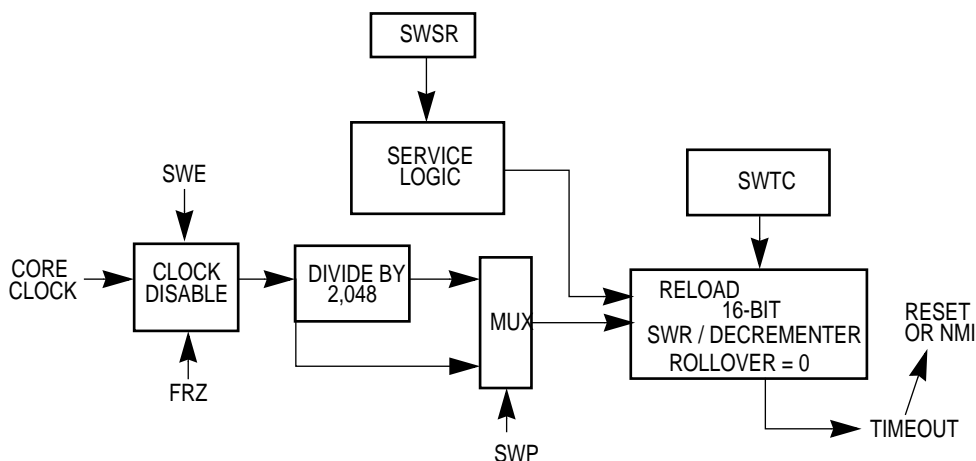 SWSR
SERVICE
LOGIC
SWTC
SWE
CORE
CLOCK
CLOCK
DISABLE
DIVIDE BY
2,048
MUX
RELOAD
16-BIT
SWR / DECREMENTER
ROLLOVER = 0
RESET
OR NMI
FRZ
SWP
TIMEOUT